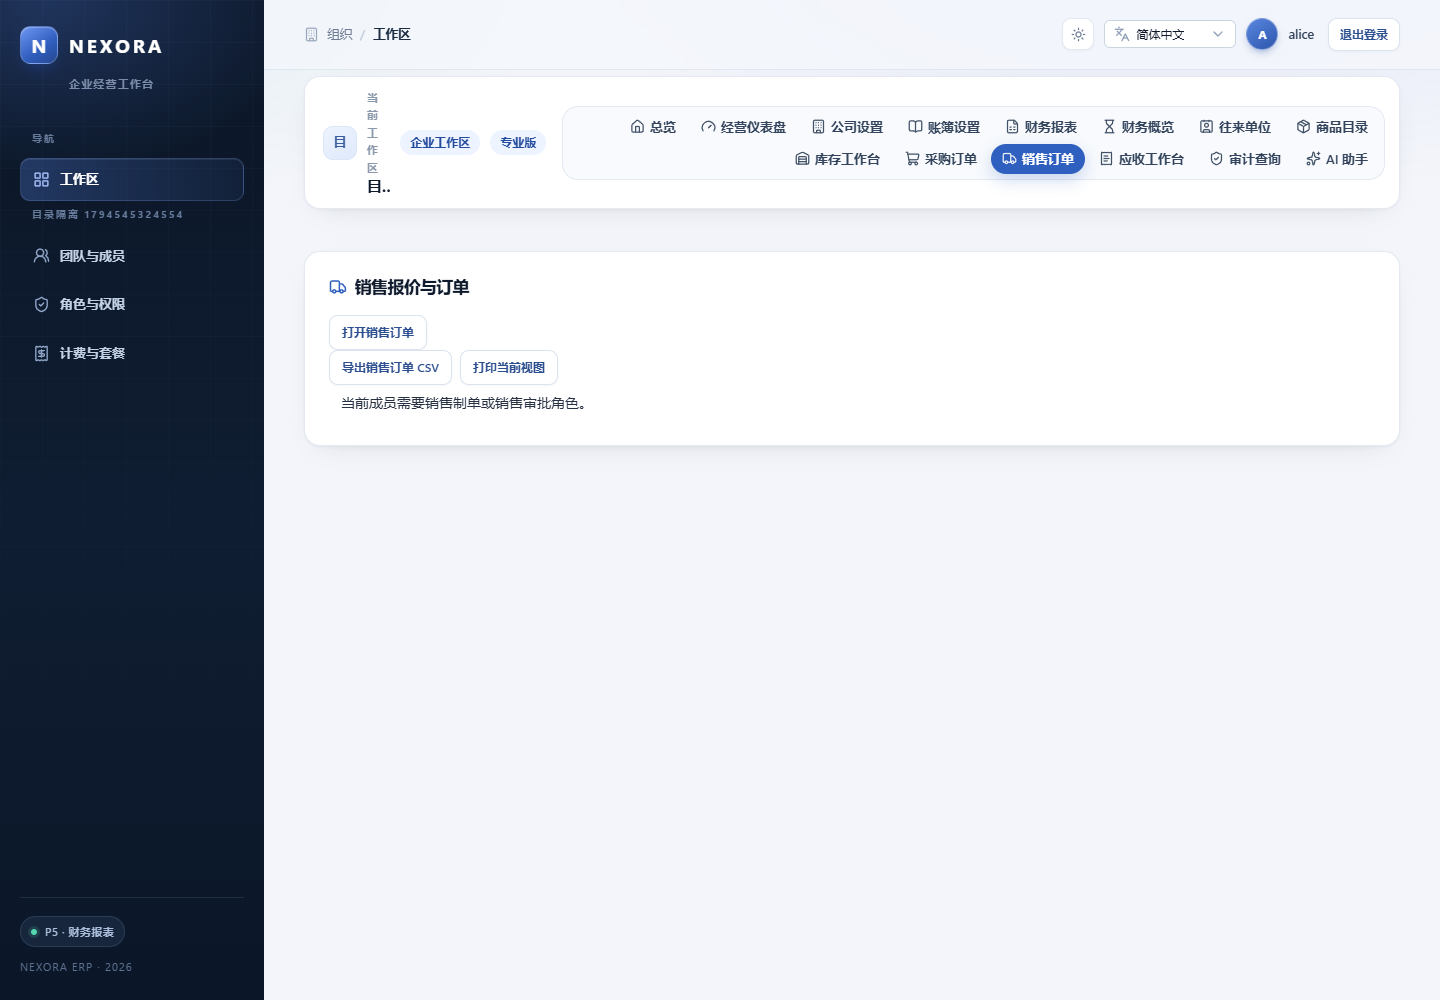 N NEXORA
企业经营工作台
导航
工作区
目录隔离 1794545324554
团队与成员
角色与权限
计费与套餐
P5 · 财务报表
NEXORA ERP · 2026
组织 / 工作区
简体中文
A alice
退出登录
目
当前工作区
目..
企业工作区
专业版
总览 经营仪表盘 公司设置 账簿设置 财务报表 财务概览 往来单位 商品目录
库存工作台 采购订单 销售订单 应收工作台 审计查询 AI 助手
销售报价与订单
打开销售订单
导出销售订单 CSV 打印当前视图
当前成员需要销售制单或销售审批角色。